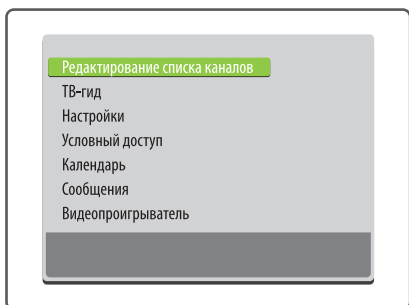 Редактирование списка каналов
ТВ-гид
Настройки
Условный доступ
Календарь
Сообщения
Видеопроигрыватель